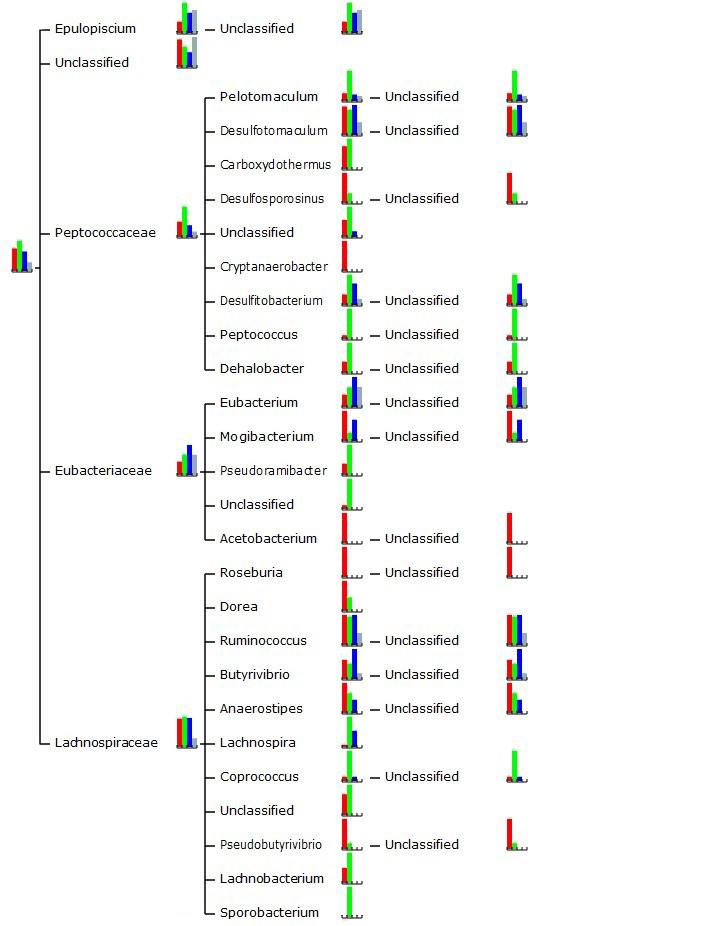 Epulopiscium Unclassified
Unclassified
Pelotomaculum Unclassified
Desulfotomaculum Unclassified
Carboxydothermus
Desulfosporosinus Unclassified
Peptococcaceae Unclassified
Cryptanaerobacter
Desulfitobacterium Unclassified
Peptococcus Unclassified
Dehalobacter Unclassified
Eubacterium Unclassified
Mogibacterium Unclassified
Eubacteriaceae Pseudoramibacter
Unclassified
Acetobacterium Unclassified
Roseburia Unclassified
Dorea
Ruminococcus Unclassified
Butyrivibrio Unclassified
Anaerostipes Unclassified
Lachnospiraceae Lachnospira
Coprococcus Unclassified
Unclassified
Pseudobutyrivibrio Unclassified
Lachnobacterium
Sporobacterium